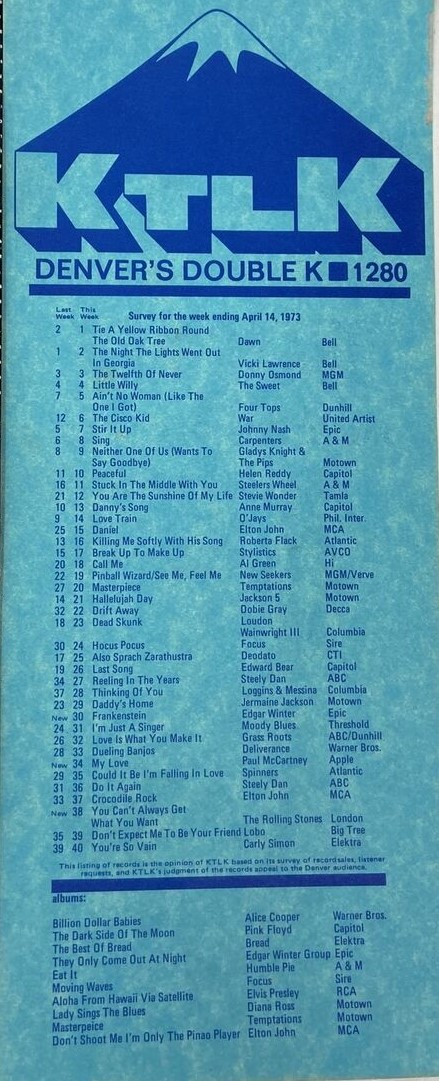 KTLK
DENVER'S DOUBLE K ■ 1280
Last Week This Week Survey for the week ending April 14, 1973
2 1 Tie A Yellow Ribbon Round
The Old Oak Tree Dawn Bell
1 2 The Night The Lights Went Out
In Georgia Vicki Lawrence Bell
3 3 The Twelfth Of Never Donny Osmond MGM
4 4 Little Willy The Sweet Bell
7 5 Ain't No Woman (Like The
One I Got) Four Tops Dunhill
12 6 The Cisco Kid War United Artist
5 7 Stir It Up Johnny Nash Epic
6 8 Sing Carpenters A & M
8 9 Neither One Of Us (Wants To Gladys Knight &
Say Goodbye) The Pips Motown
11 10 Peaceful Helen Reddy Capitol
16 11 Stuck In The Middle With You Steelers Wheel A & M
21 12 You Are The Sunshine Of My Life Stevie Wonder Tamla
10 13 Danny's Song Anne Murray Capitol
9 14 Love Train O'Jays Phil. Inter.
25 15 Daniel Elton John MCA
13 16 Killing Me Softly With His Song Roberta Flack Atlantic
15 17 Break Up To Make Up Stylistics AVCO
20 18 Call Me Al Green Hi
22 19 Pinball Wizard/See Me, Feel Me New Seekers MGM/Verve
27 20 Masterpiece Temptations Motown
14 21 Hallelujah Day Jackson 5 Motown
32 22 Drift Away Dobie Gray Decca
18 23 Dead Skunk Loudon
Wainwright III Columbia
30 24 Hocus Pocus Focus Sire
17 25 Also Sprach Zarathustra Deodato CTI
19 26 Last Song Edward Bear Capitol
34 27 Reeling In The Years Steely Dan ABC
37 28 Thinking Of You Loggins & Messina Columbia
23 29 Daddy's Home Jermaine Jackson Motown
New 30 Frankenstein Edgar Winter Epic
24 31 I'm Just A Singer Moody Blues Threshold
26 32 Love Is What You Make It Grass Roots ABC/Dunhill
28 33 Dueling Banjos Deliverance Warner Bros.
New 34 My Love Paul McCartney Apple
29 35 Could It Be I'm Falling In Love Spinners Atlantic
31 36 Do It Again Steely Dan ABC
33 37 Crocodile Rock Elton John MCA
New 38 You Can't Always Get
What You Want The Rolling Stones London
35 39 Don't Expect Me To Be Your Friend Lobo Big Tree
39 40 You're So Vain Carly Simon Elektra
This listing of records is the opinion of KTLK based on its survey of recordsales, listener
requests, and KTLK's judgment of the records appeal to the Denver audience.
albums:
Billion Dollar Babies Alice Cooper Warner Bros.
The Dark Side Of The Moon Pink Floyd Capitol
The Best Of Bread Bread Elektra
They Only Come Out At Night Edgar Winter Group Epic
Eat It Humble Pie A & M
Moving Waves Focus Sire
Aloha From Hawaii Via Satellite Elvis Presley RCA
Lady Sings The Blues Diana Ross Motown
Masterpeice Temptations Motown
Don't Shoot Me I'm Only The Pinao Player Elton John MCA